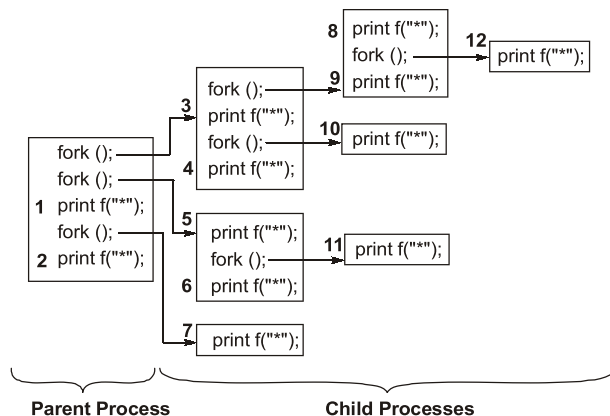 fork ();
fork ();
1 print f("*");
fork ();
2 print f("*");
3 fork ();
print f("*");
fork ();
4 print f("*");
5 print f("*");
fork ();
6 print f("*");
7 print f("*");
8 print f("*");
fork ();
9 print f("*");
10 print f("*");
11 print f("*");
12 print f("*");
Parent Process
Child Processes